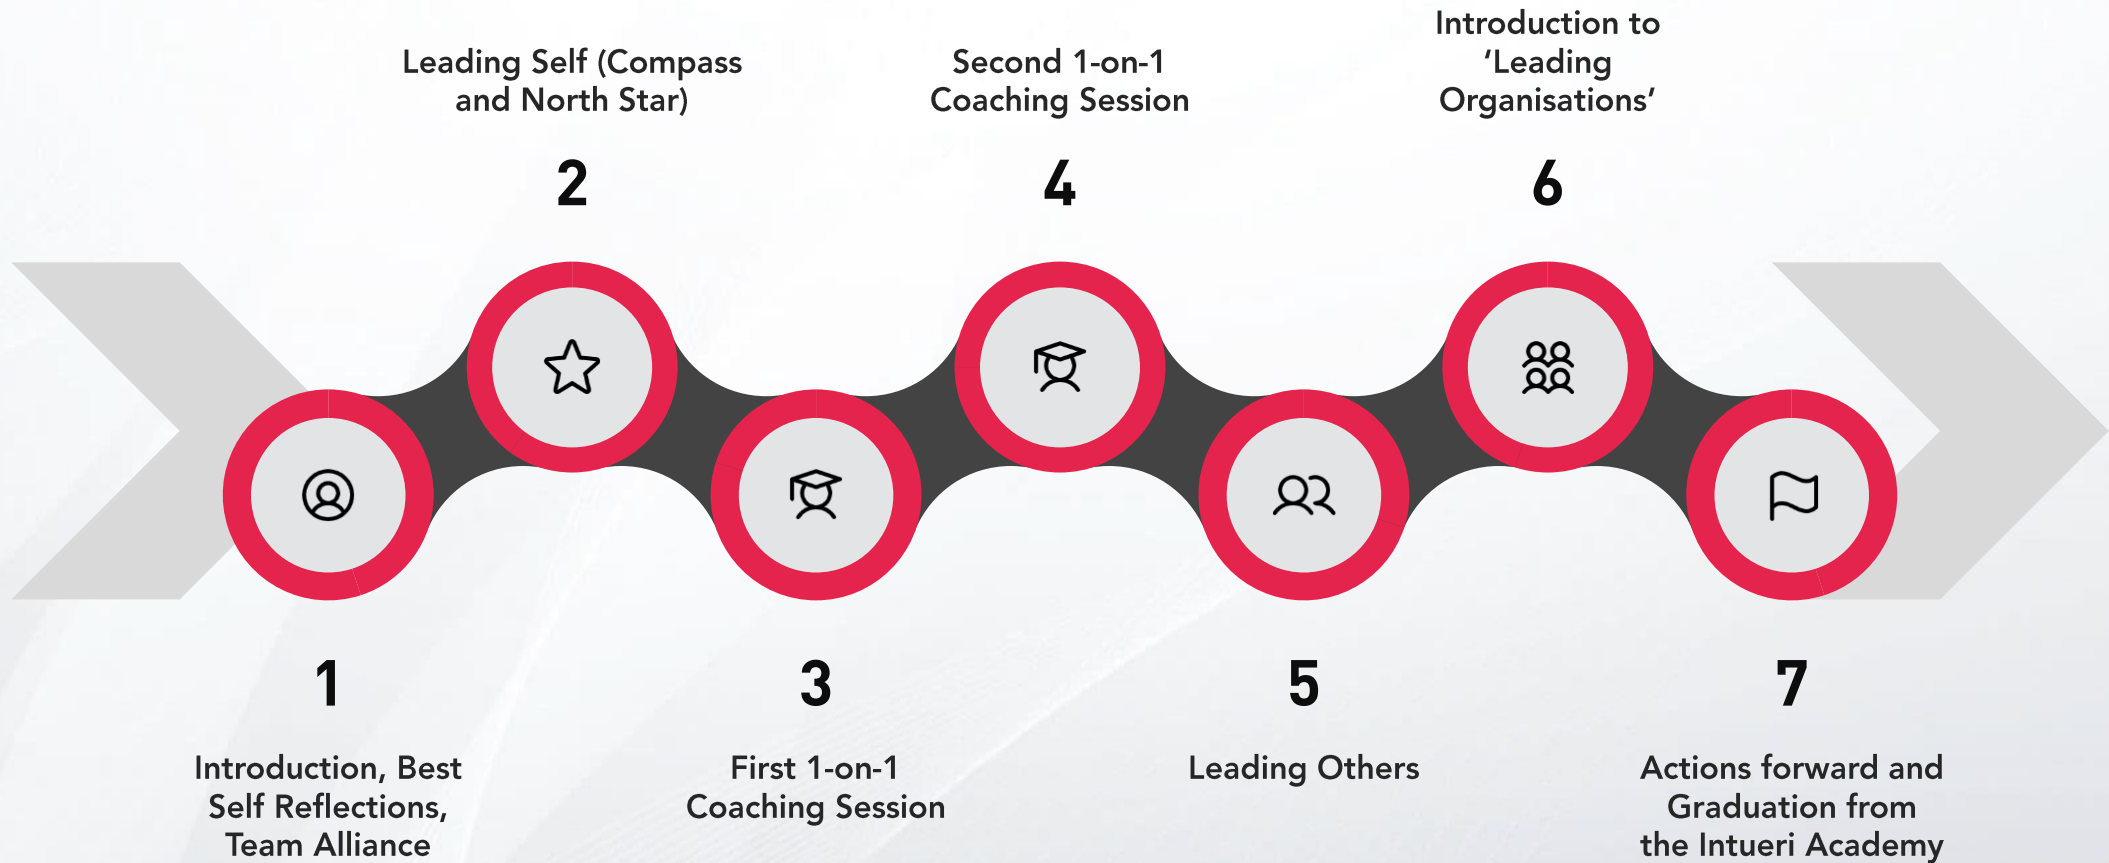 1
Introduction, Best
Self Reflections,
Team Alliance
Leading Self (Compass
and North Star)
2
3
First 1-on-1
Coaching Session
Second 1-on-1
Coaching Session
4
5
Leading Others
Introduction to
‘Leading
Organisations’
6
7
Actions forward and
Graduation from
the Intueri Academy